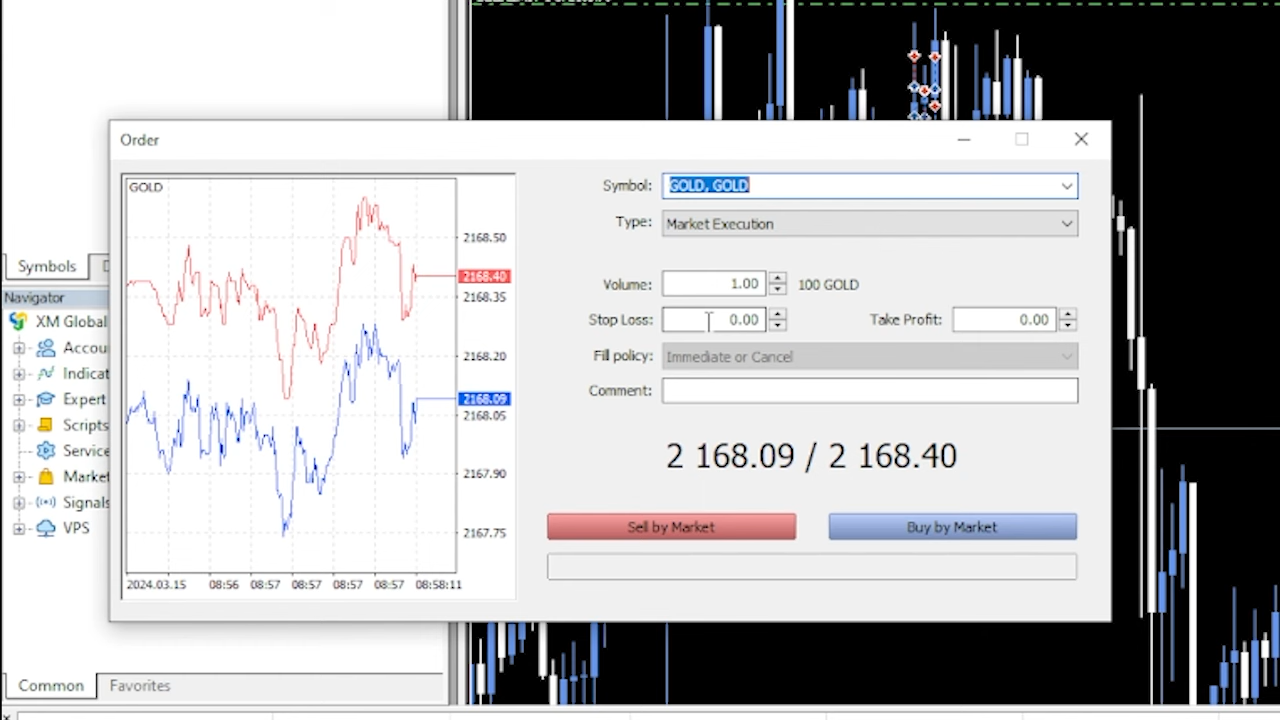 Order
GOLD
2168.50
2168.40
2168.35
2168.20
2168.09
2168.05
2167.90
2167.75
2024.03.15 08:56 08:57 08:57 08:57 08:57 08:58:11
Symbol: GOLD, GOLD
Type: Market Execution
Volume: 1.00 100 GOLD
Stop Loss: 0.00 Take Profit: 0.00
Fill policy: Immediate or Cancel
Comment:
2 168.09 / 2 168.40
Sell by Market Buy by Market
Symbols
Navigator
XM Global
Accou
Indicat
Expert
Scripts
Service
Market
Signals
VPS
Common Favorites